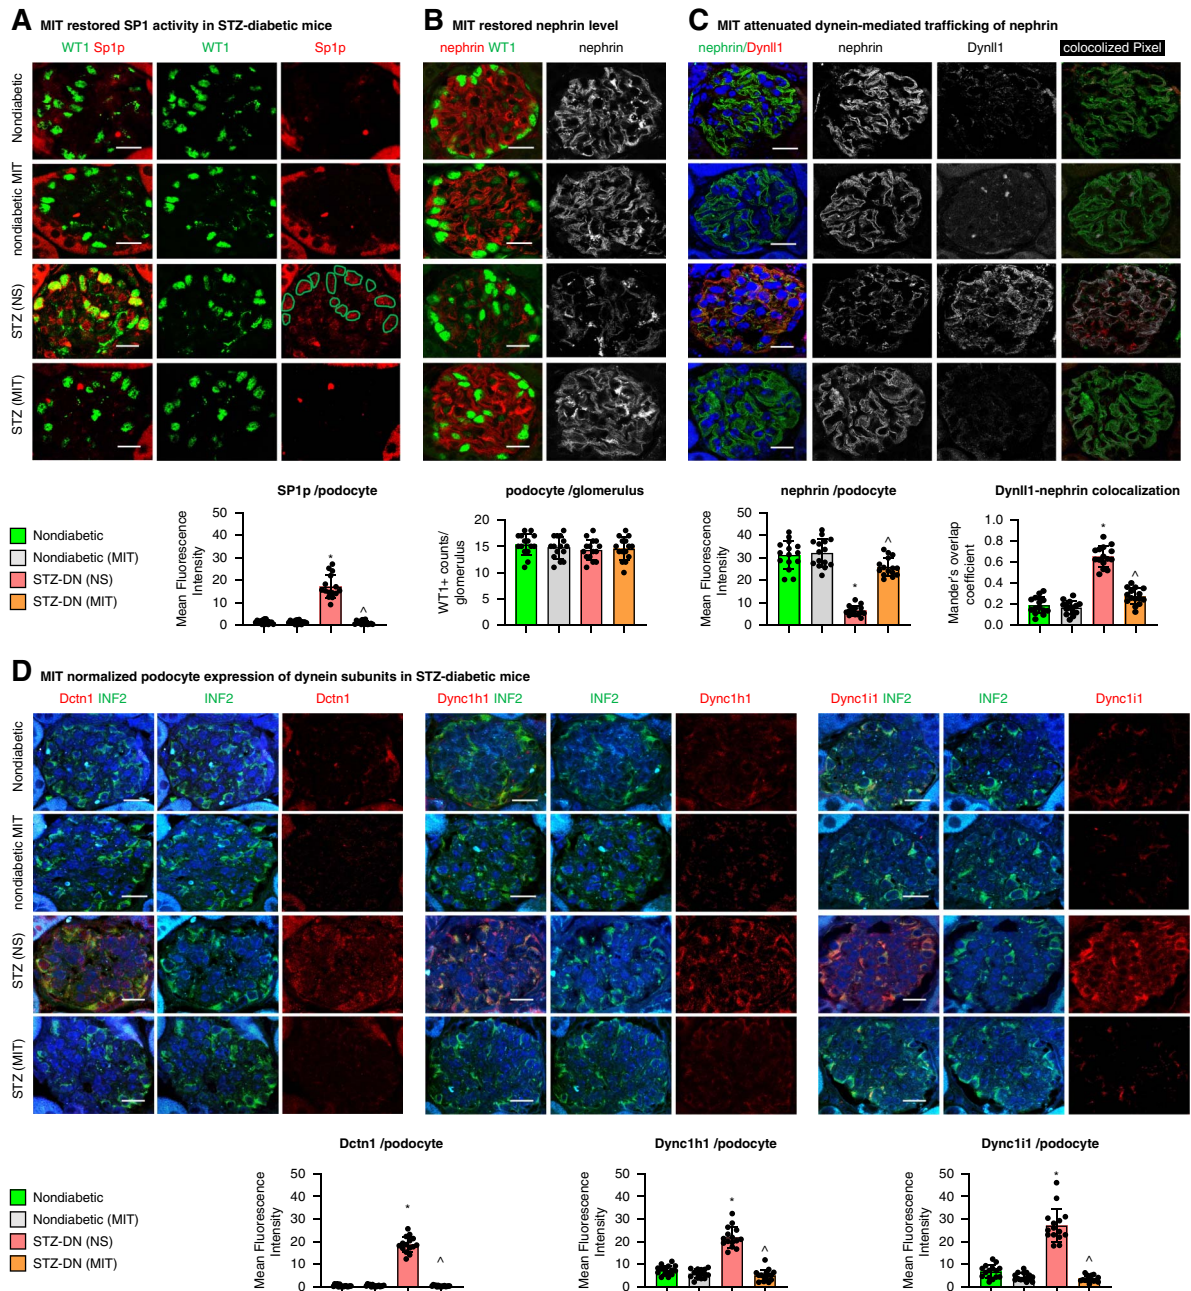 A MIT restored SP1 activity in STZ-diabetic mice
WT1 Sp1p
WT1
Sp1p
Nondiabetic
nondiabetic MIT
STZ (NS)
STZ (MIT)
B MIT restored nephrin level
nephrin WT1
nephrin
C MIT attenuated dynein-mediated trafficking of nephrin
nephrin/Dynll1
nephrin
Dynll1
colocolized Pixel
Nondiabetic
Nondiabetic (MIT)
STZ-DN (NS)
STZ-DN (MIT)
SP1p /podocyte
Mean Fluorescence
Intensity
50
40
30
20
10
0
*
^
podocyte /glomerulus
WT1+ counts/
glomerulus
20
15
10
5
0
nephrin /podocyte
Mean Fluorescence
Intensity
50
40
30
20
10
0
*
^
Dynll1-nephrin colocalization
Mander's overlap
coefficient
1.0
0.8
0.6
0.4
0.2
0.0
*
^
D MIT normalized podocyte expression of dynein subunits in STZ-diabetic mice
Dctn1 INF2
INF2
Dctn1
Dync1h1 INF2
INF2
Dync1h1
Dync1i1 INF2
INF2
Dync1i1
Nondiabetic
nondiabetic MIT
STZ (NS)
STZ (MIT)
Nondiabetic
Nondiabetic (MIT)
STZ-DN (NS)
STZ-DN (MIT)
Dctn1 /podocyte
Mean Fluorescence
Intensity
50
40
30
20
10
0
*
^
Dync1h1 /podocyte
Mean Fluorescence
Intensity
50
40
30
20
10
0
*
^
Dync1i1 /podocyte
Mean Fluorescence
Intensity
50
40
30
20
10
0
*
^